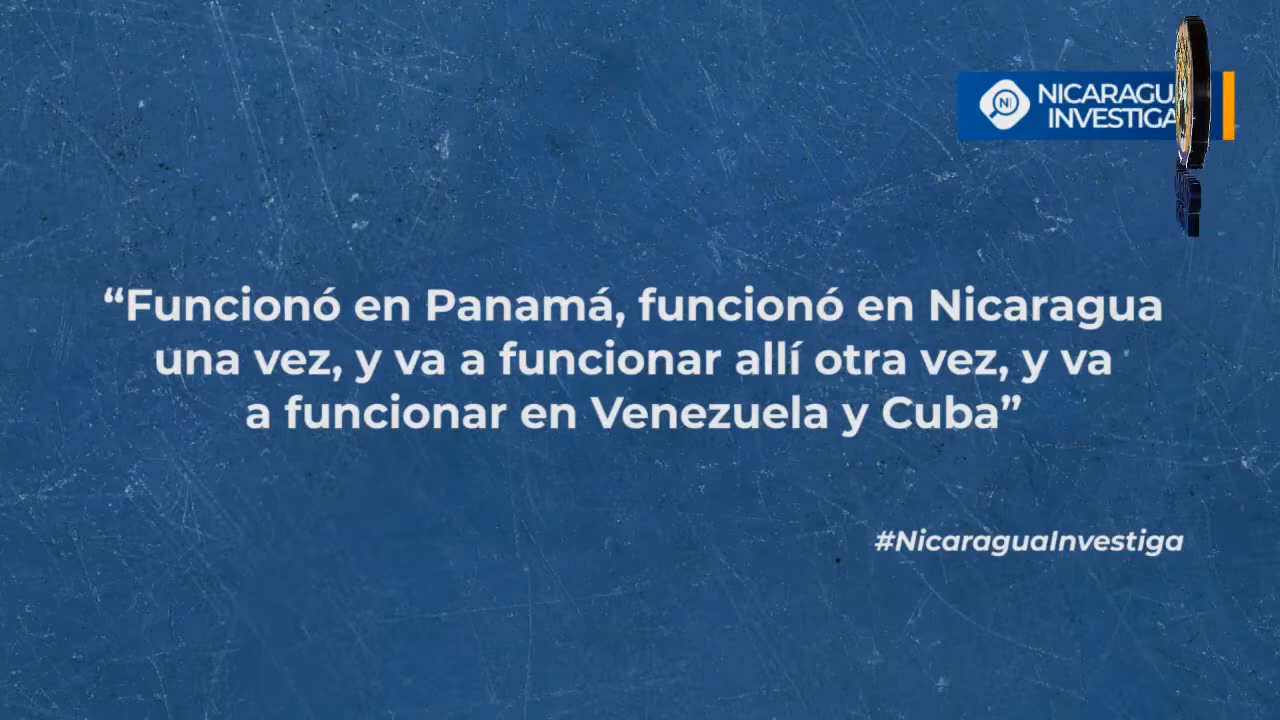 NICARAGUA
INVESTIGA
“Funcionó en Panamá, funcionó en Nicaragua
una vez, y va a funcionar allí otra vez, y va
a funcionar en Venezuela y Cuba”
#NicaraguaInvestiga